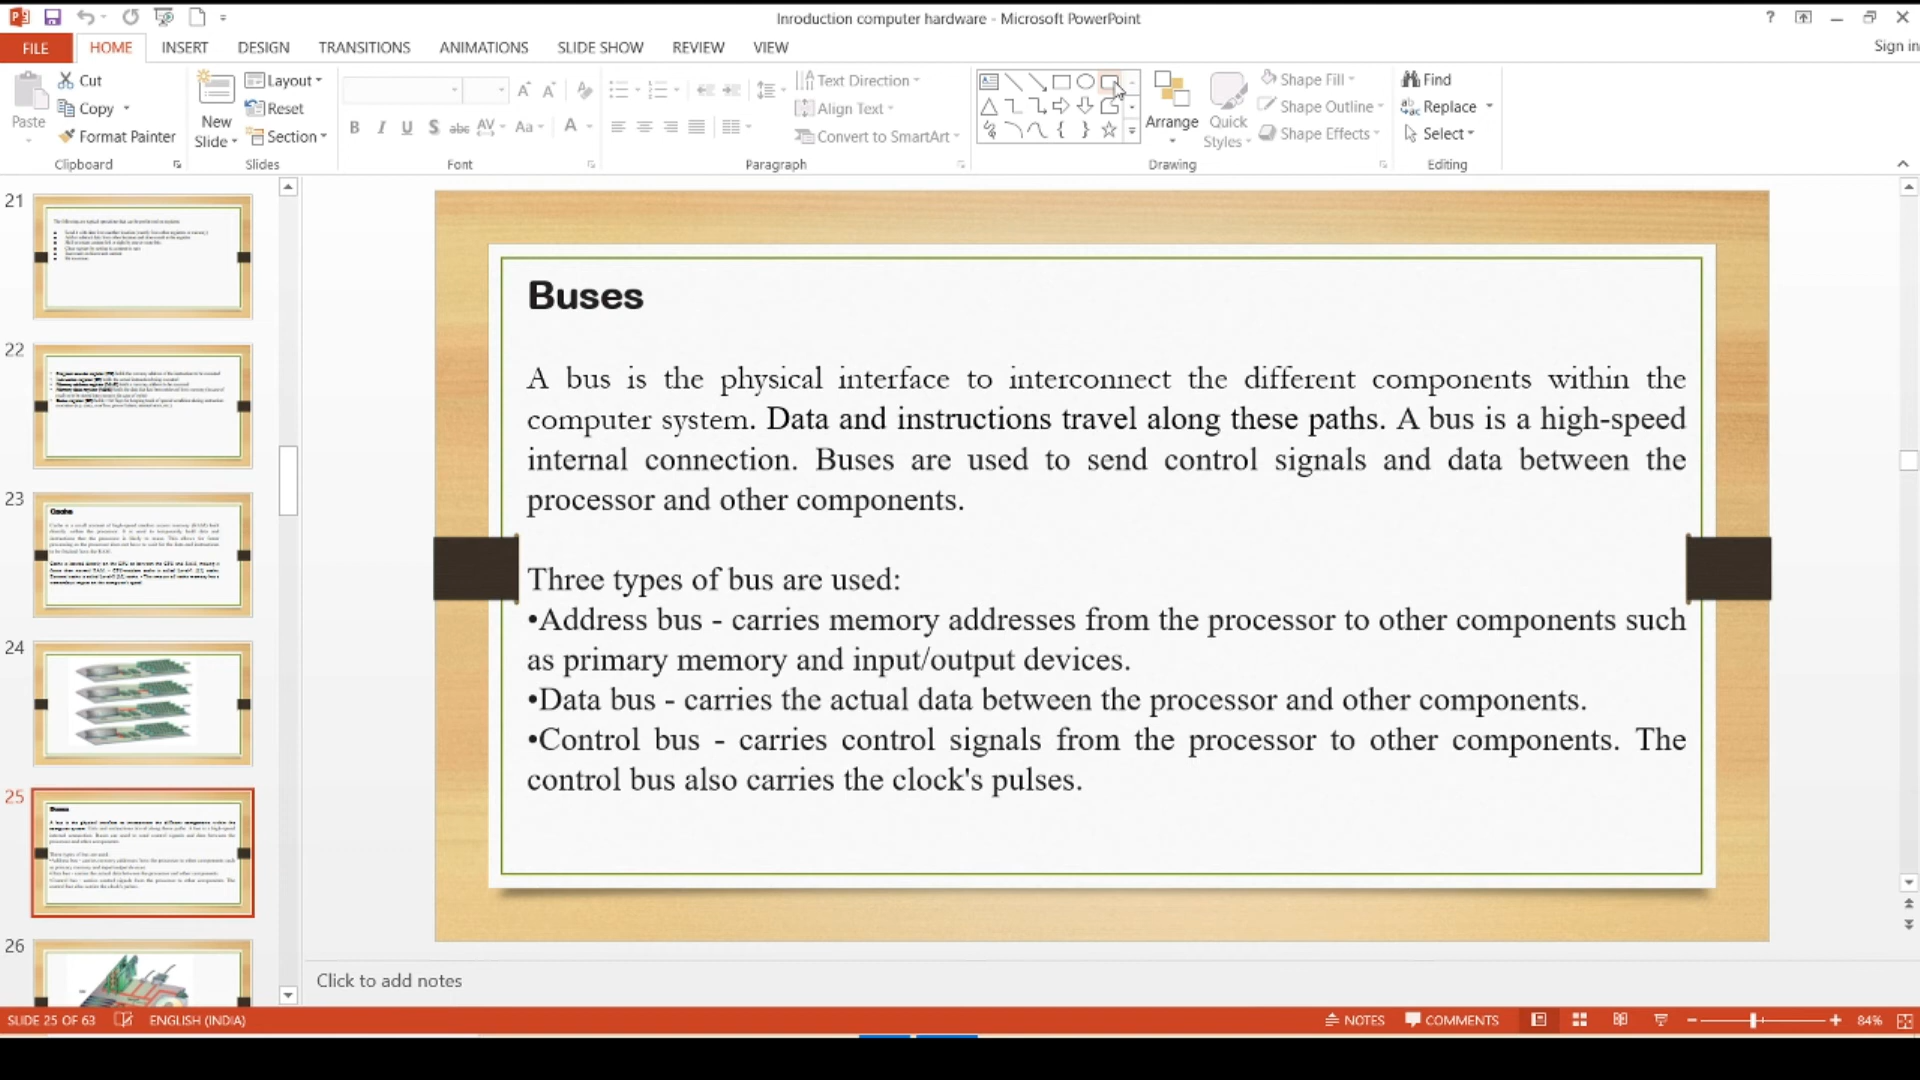 Inroduction computer hardware - Microsoft PowerPoint
Sign in
FILE HOME INSERT DESIGN TRANSITIONS ANIMATIONS SLIDE SHOW REVIEW VIEW
Paste
Cut
Copy
Format Painter
Clipboard
New
Slide
Layout
Reset
Section
Slides
Font
Text Direction
Align Text
Convert to SmartArt
Paragraph
Arrange
Quick
Styles
Shape Fill
Shape Outline
Shape Effects
Drawing
Find
Replace
Select
Editing
21
22
23
24
25
26
Buses
A bus is the physical interface to interconnect the different components within the
computer system. Data and instructions travel along these paths. A bus is a high-speed
internal connection. Buses are used to send control signals and data between the
processor and other components.
Three types of bus are used:
•Address bus - carries memory addresses from the processor to other components such
as primary memory and input/output devices.
•Data bus - carries the actual data between the processor and other components.
•Control bus - carries control signals from the processor to other components. The
control bus also carries the clock's pulses.
Click to add notes
SLIDE 25 OF 63 ENGLISH (INDIA) NOTES COMMENTS 84%